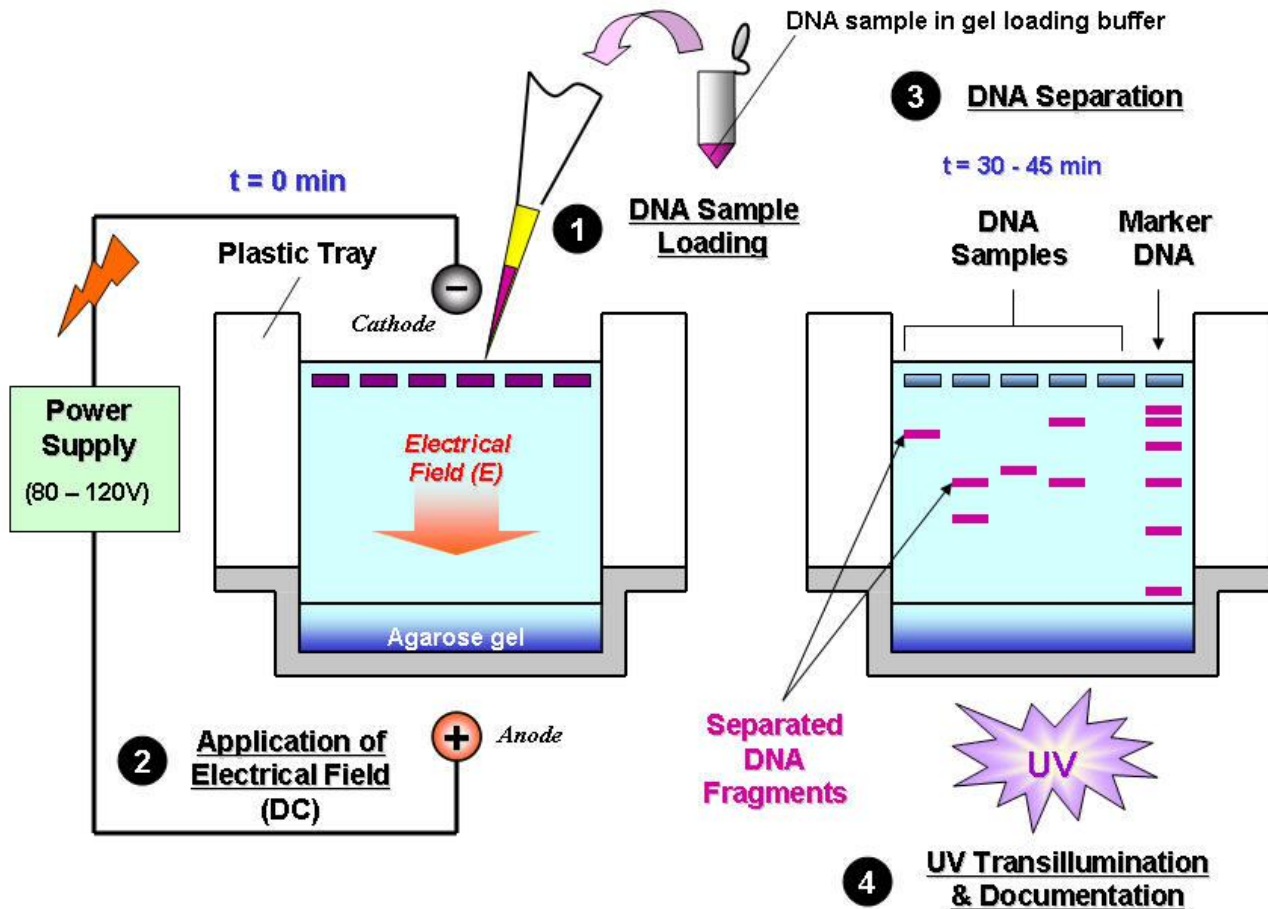 DNA sample in gel loading buffer
3 DNA Separation
t = 0 min
t = 30 - 45 min
1 DNA Sample
Loading
DNA
Samples
Marker
DNA
Plastic Tray
−
Cathode
Power
Supply
(80 – 120V)
Electrical
Field (E)
Agarose gel
2 Application of
Electrical Field
(DC)
+ Anode
Separated
DNA
Fragments
UV
4 UV Transillumination
& Documentation